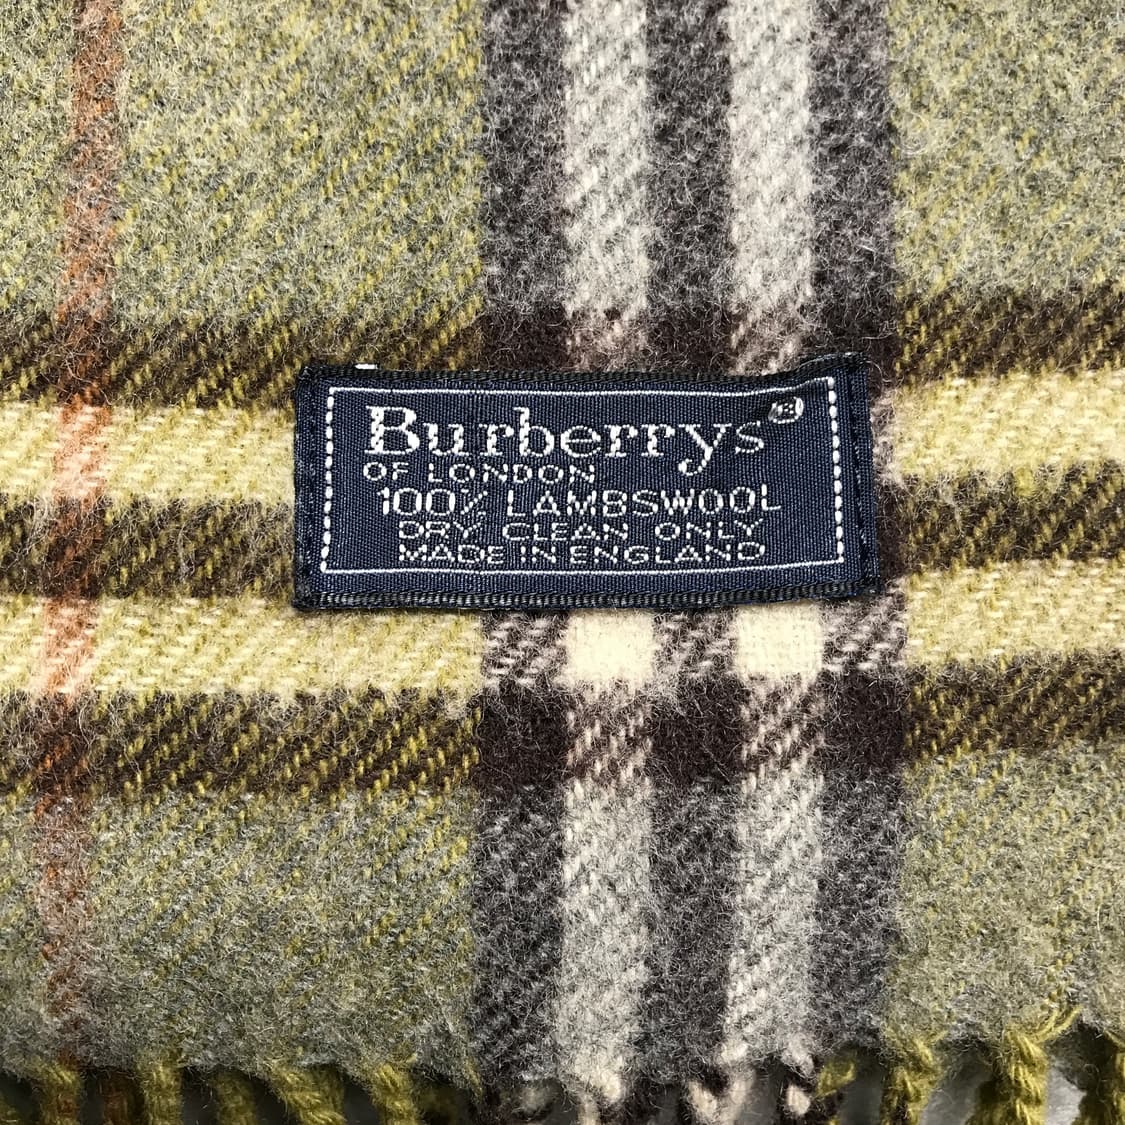 Burberrys®
OF LONDON
100% LAMBSWOOL
DRY CLEAN ONLY
MADE IN ENGLAND